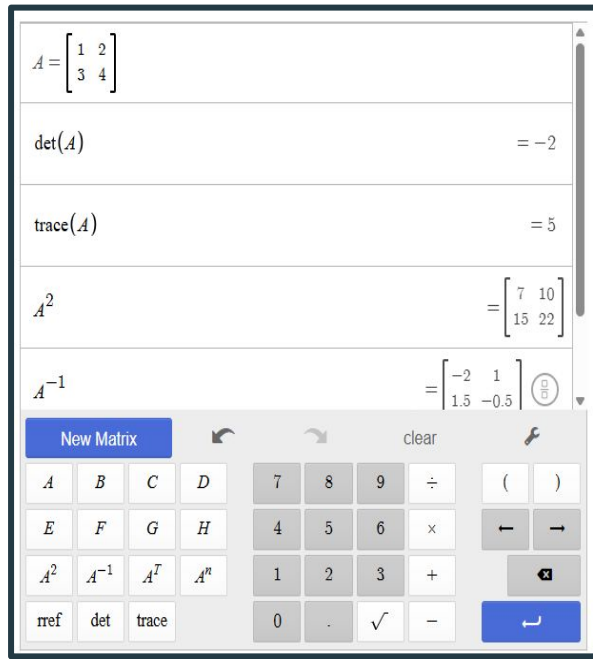 A = [1 2
3 4]
det(A) = −2
trace(A) = 5
A² = [7 10
15 22]
A⁻¹ = [−2 1
1.5 −0.5]
New Matrix clear
A B C D 7 8 9 ÷ ( )
E F G H 4 5 6 × ← →
A² A⁻¹ Aᵀ Aⁿ 1 2 3 +
rref det trace 0 . √ −